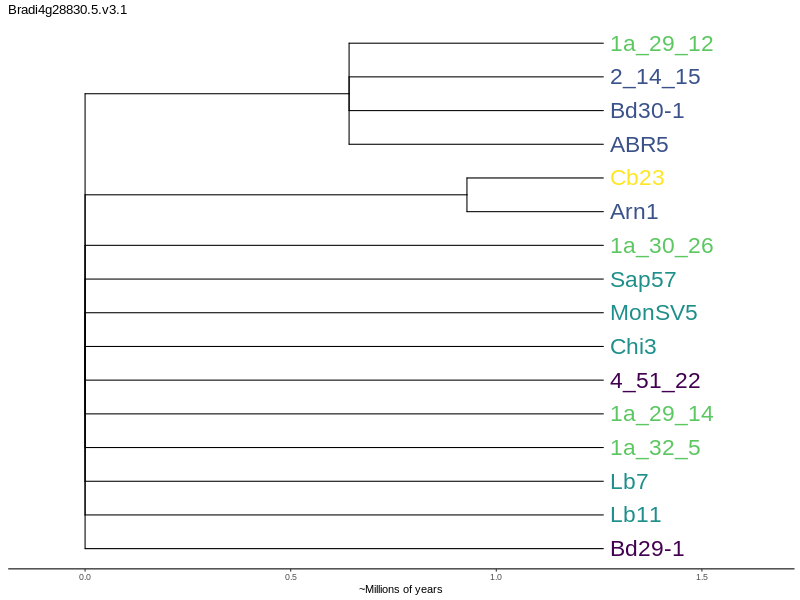 Bradi4g28830.5.v3.1
1a_29_12
2_14_15
Bd30-1
ABR5
Cb23
Arn1
1a_30_26
Sap57
MonSV5
Chi3
4_51_22
1a_29_14
1a_32_5
Lb7
Lb11
Bd29-1
0.0 0.5 1.0 1.5
~Millions of years